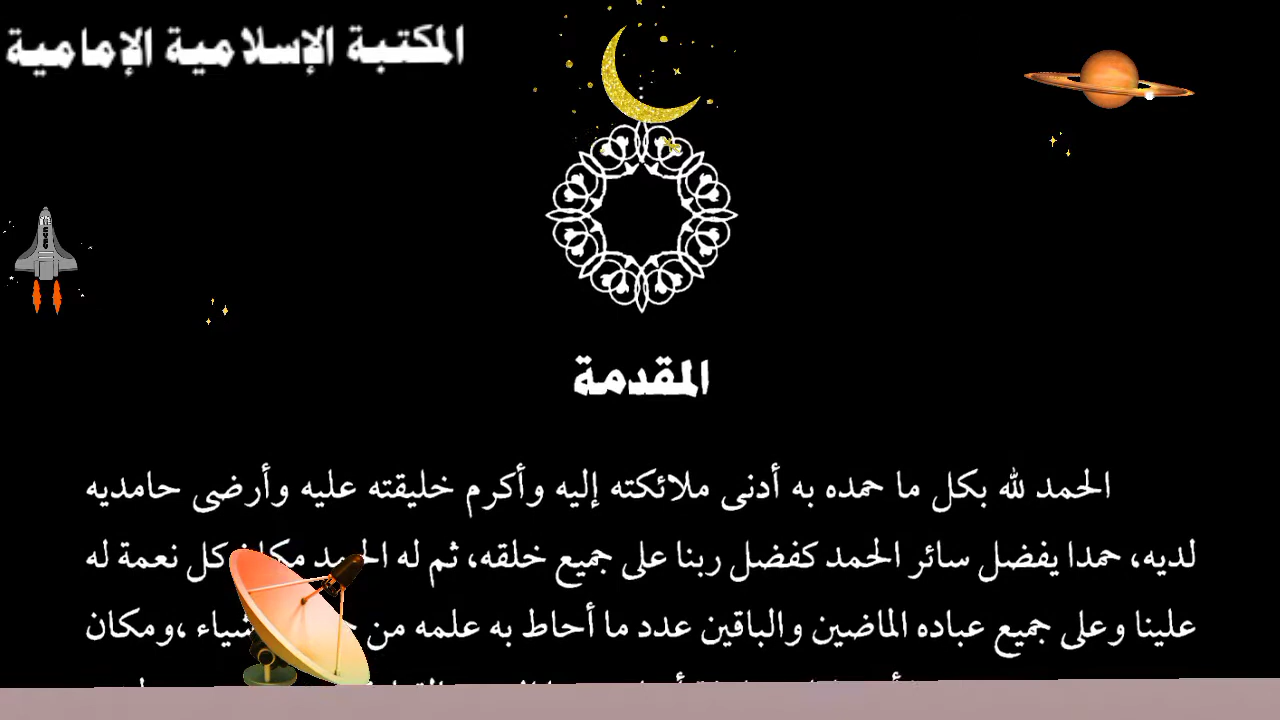 المكتبة الإسلامية الإمامية
المقدمة
الحمد لله بكل ما حمده به أدنى ملائكته إليه وأكرم خليقته عليه وأرضى حامديه
لديه، حمدا يفضل سائر الحمد كفضل ربنا على جميع خلقه، ثم له الحمد مكان كل نعمة له
علينا وعلى جميع عباده الماضين والباقين عدد ما أحاط به علمه من الأشياء ،ومكان